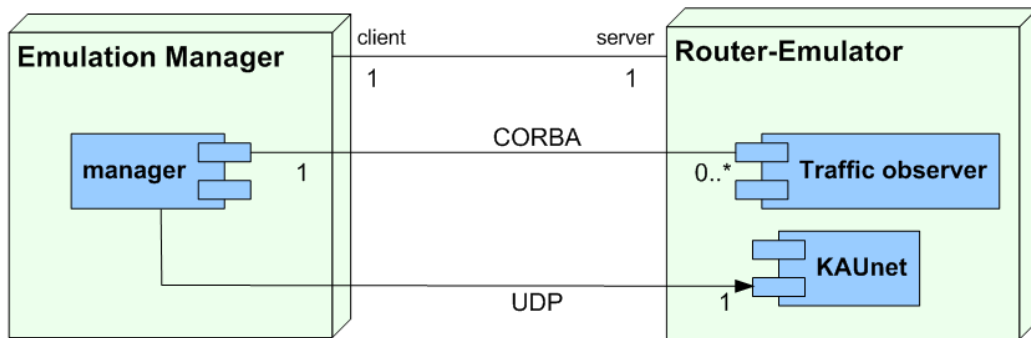 client
server
Emulation Manager
Router-Emulator
1
1
CORBA
manager
1
0..*
Traffic observer
KAUnet
UDP
1